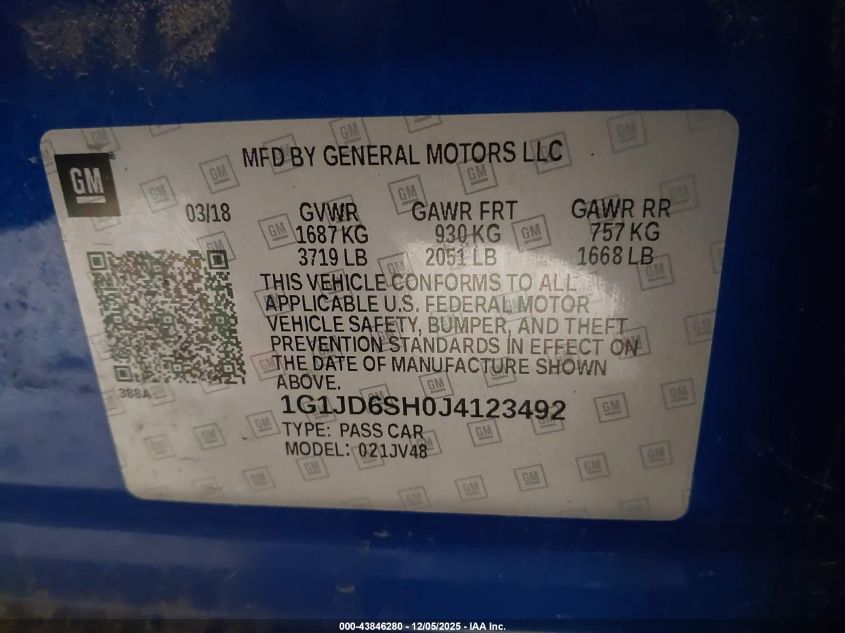 MFD BY GENERAL MOTORS LLC
GM
03/18 GVWR GAWR FRT GAWR RR
1687 KG 930 KG 757 KG
3719 LB 2051 LB 1668 LB
THIS VEHICLE CONFORMS TO ALL
APPLICABLE U.S. FEDERAL MOTOR
VEHICLE SAFETY, BUMPER, AND THEFT
PREVENTION STANDARDS IN EFFECT ON
THE DATE OF MANUFACTURE SHOWN
ABOVE.
388A
1G1JD6SH0J4123492
TYPE: PASS CAR
MODEL: 021JV48
000-43846280 - 12/05/2025 - IAA Inc.